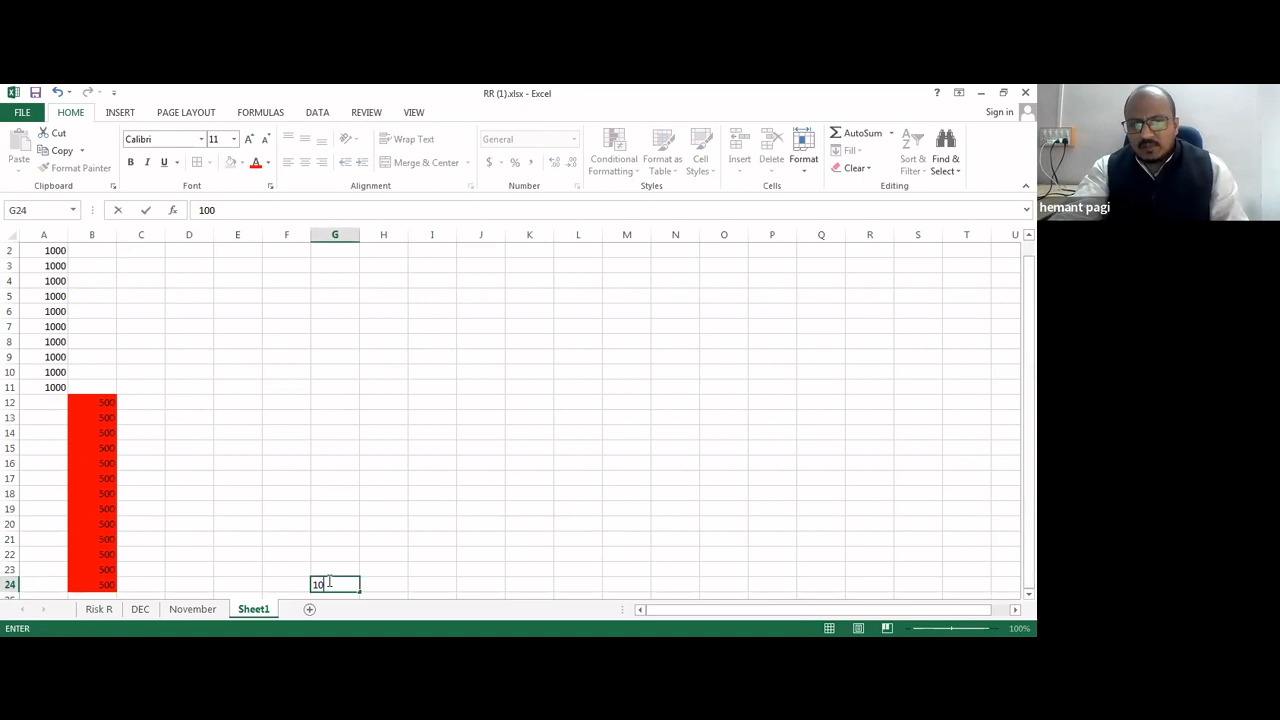 RR (1).xlsx - Excel
?
FILE HOME INSERT PAGE LAYOUT FORMULAS DATA REVIEW VIEW Sign in
Cut
Copy
Format Painter
Paste
Clipboard
Calibri 11
B I U
Font
Wrap Text
Merge & Center
Alignment
General
$ % ,
Number
Conditional Formatting
Format as Table
Cell Styles
Styles
Insert Delete Format
Cells
AutoSum
Fill
Clear
Sort & Filter
Find & Select
Editing
hemant pagi
G24 fx 100
A B C D E F G H I J K L M N O P Q R S T U
2 1000
3 1000
4 1000
5 1000
6 1000
7 1000
8 1000
9 1000
10 1000
11 1000
12 500
13 500
14 500
15 500
16 500
17 500
18 500
19 500
20 500
21 500
22 500
23 500
24 500 10
Risk R DEC November Sheet1
ENTER 100%